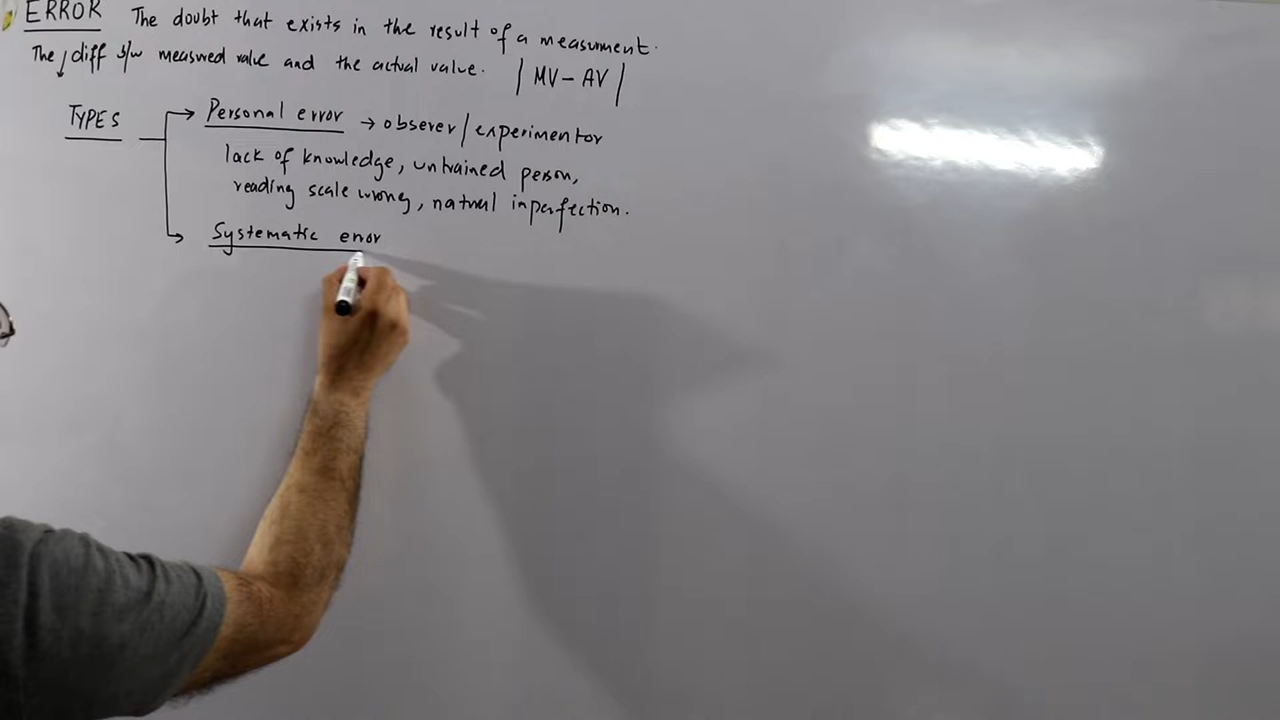 ERROR The doubt that exists in the result of a measurment.
The diff b/w measured value and the actual value. | MV - AV |
TYPES
Personal error → observer/experimentor
lack of knowledge, untrained person,
reading scale wrong, natural imperfection.
Systematic error